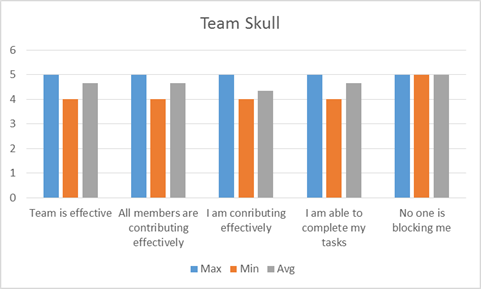 Team Skull
6
5
4
3
2
1
0
Team is effective
All members are
contributing
effectively
I am conributing
effectively
I am able to
complete my
tasks
No one is
blocking me
Max
Min
Avg